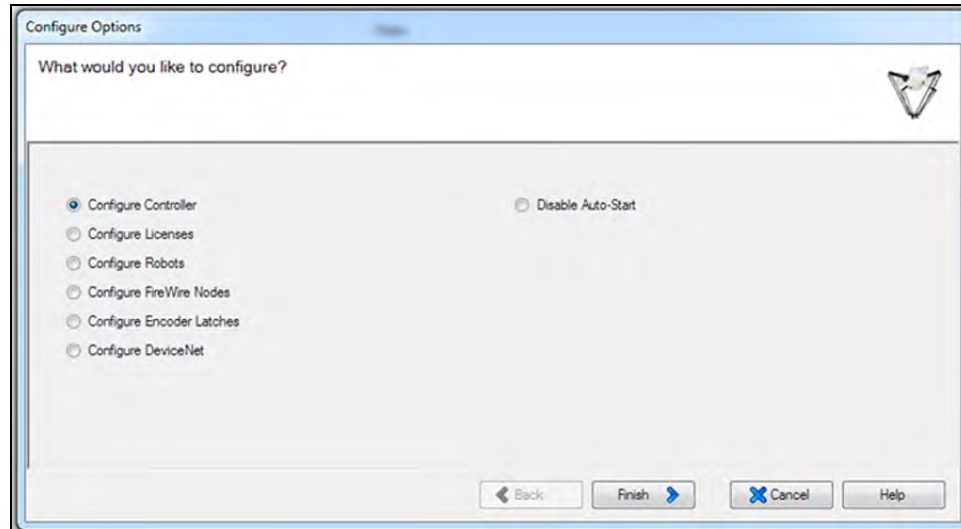 Configure Options
What would you like to configure?
Configure Controller
Configure Licenses
Configure Robots
Configure FireWire Nodes
Configure Encoder Latches
Configure DeviceNet
Disable Auto-Start
Back
Finish
Cancel
Help